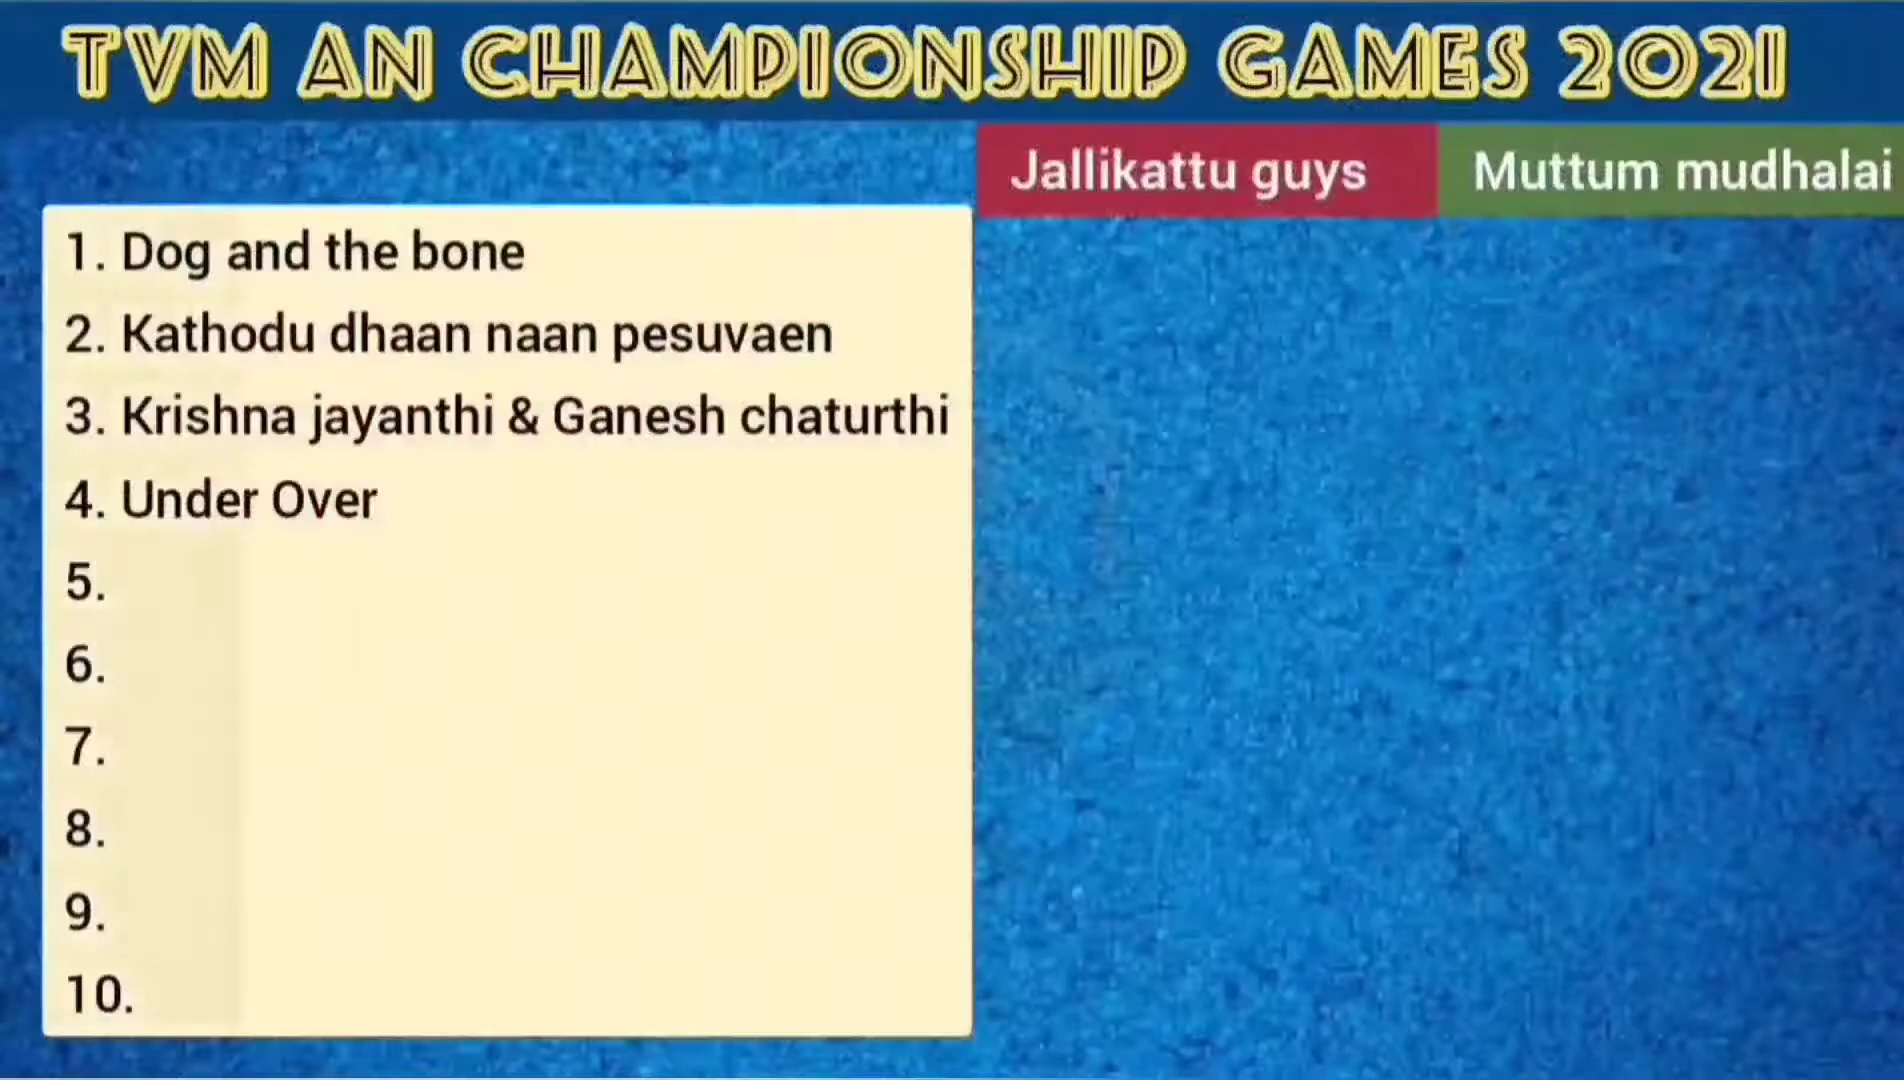 TVM AN CHAMPIONSHIP GAMES 2021
Jallikattu guys
Muttum mudhalai
1. Dog and the bone
2. Kathodu dhaan naan pesuvaen
3. Krishna jayanthi & Ganesh chaturthi
4. Under Over
5.
6.
7.
8.
9.
10.